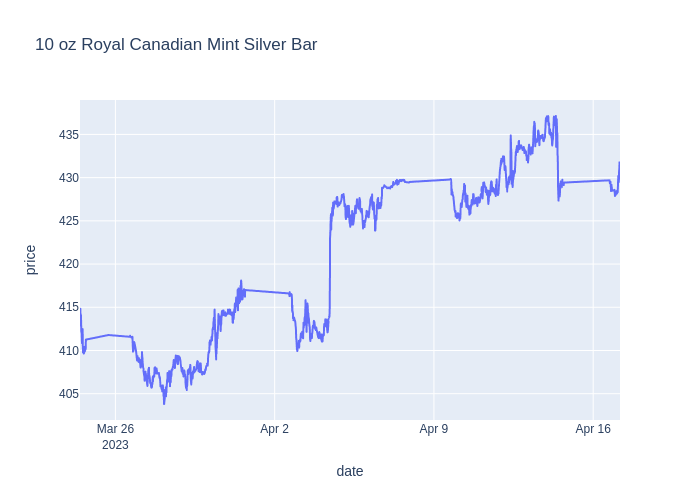 10 oz Royal Canadian Mint Silver Bar
435
430
425
420
415
410
405
price
Mar 26
2023
Apr 2
Apr 9
Apr 16
date